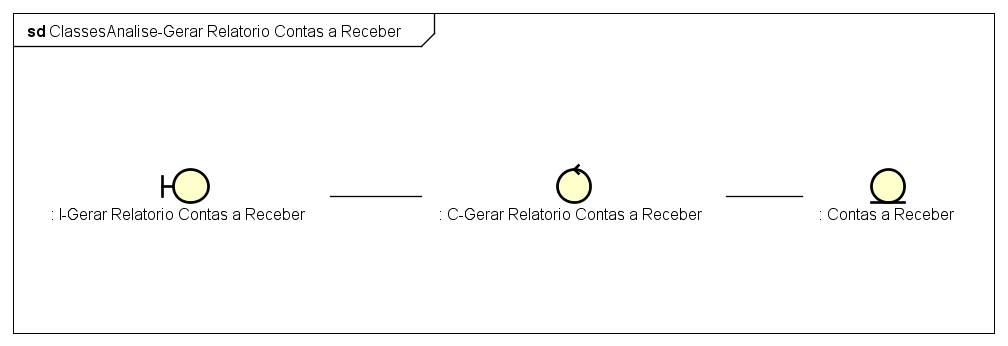 sd ClassesAnalise-Gerar Relatorio Contas a Receber
: I-Gerar Relatorio Contas a Receber
: C-Gerar Relatorio Contas a Receber
: Contas a Receber